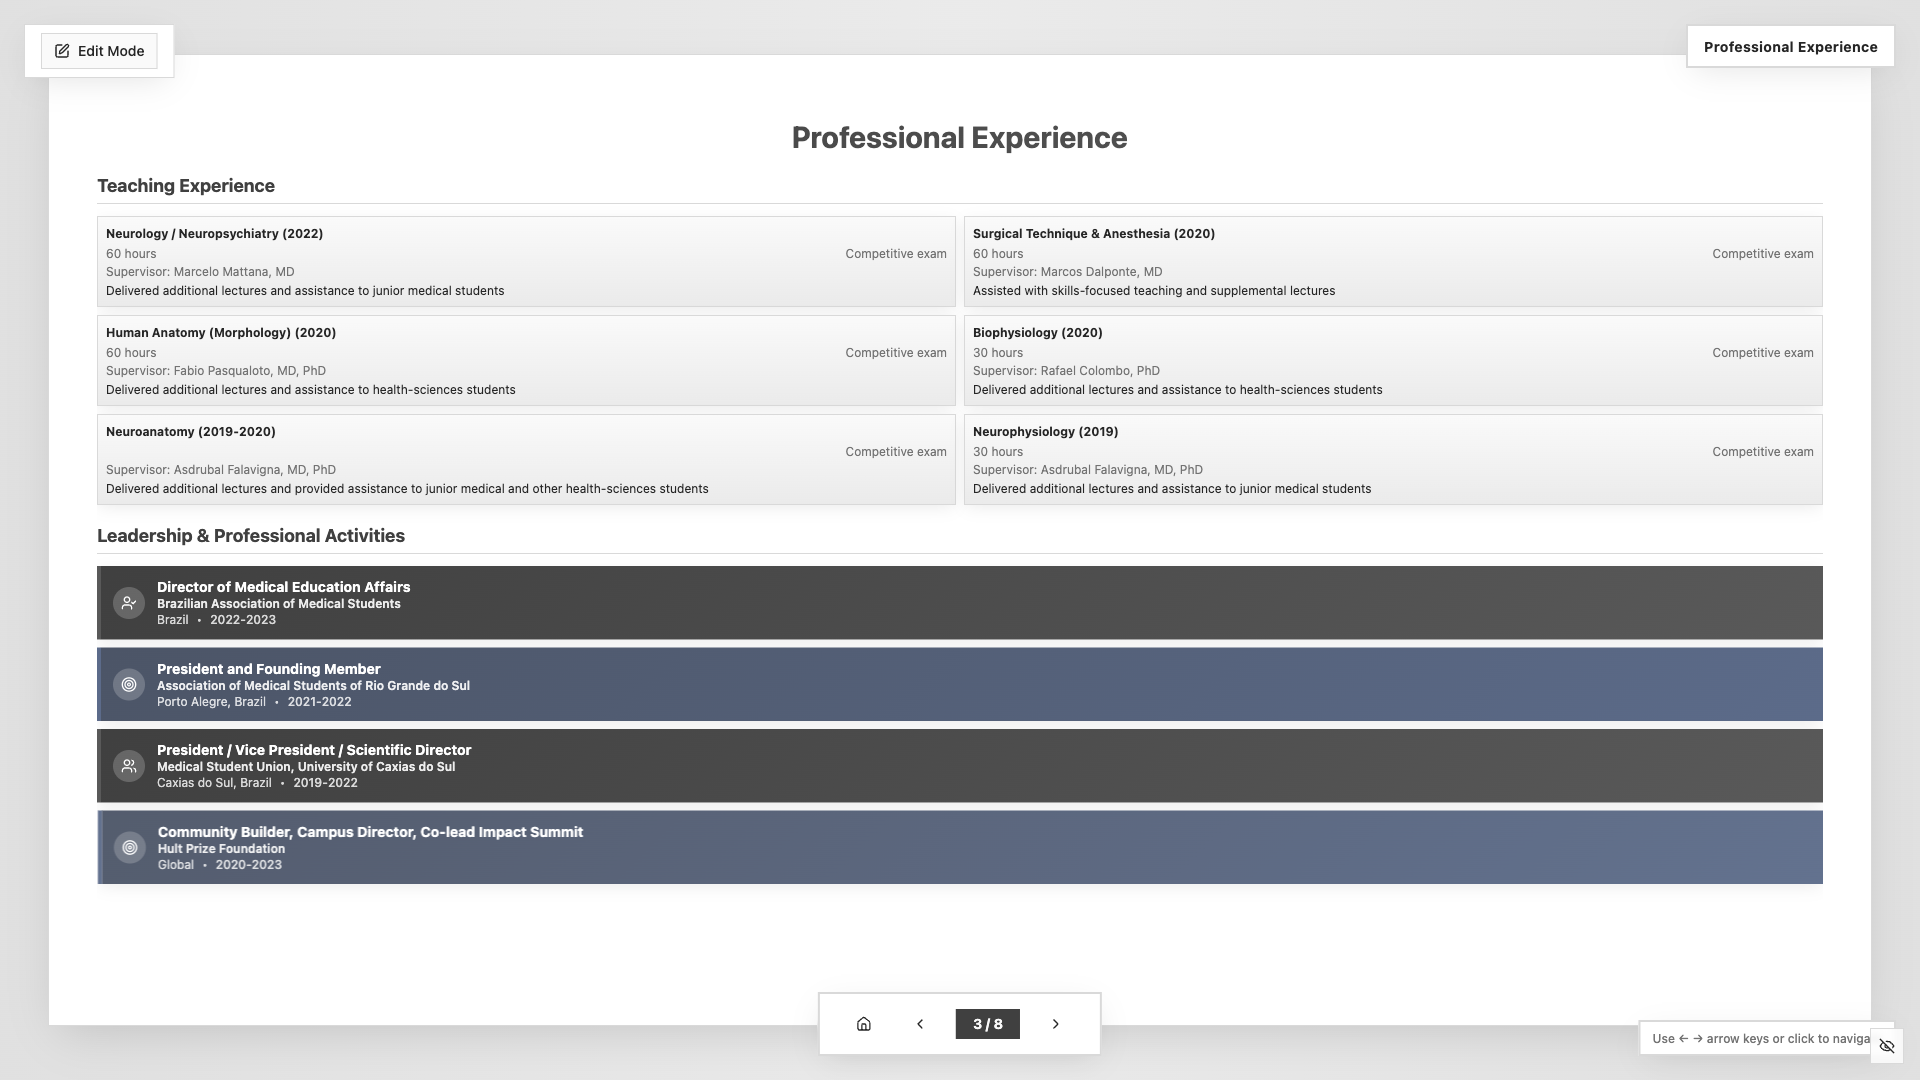 Edit Mode
Professional Experience
Professional Experience
Teaching Experience
Neurology / Neuropsychiatry (2022)
60 hours
Competitive exam
Supervisor: Marcelo Mattana, MD
Delivered additional lectures and assistance to junior medical students
Surgical Technique & Anesthesia (2020)
60 hours
Competitive exam
Supervisor: Marcos Dalponte, MD
Assisted with skills-focused teaching and supplemental lectures
Human Anatomy (Morphology) (2020)
60 hours
Competitive exam
Supervisor: Fabio Pasqualoto, MD, PhD
Delivered additional lectures and assistance to health-sciences students
Biophysiology (2020)
30 hours
Competitive exam
Supervisor: Rafael Colombo, PhD
Delivered additional lectures and assistance to health-sciences students
Neuroanatomy (2019-2020)
Competitive exam
Supervisor: Asdrubal Falavigna, MD, PhD
Delivered additional lectures and provided assistance to junior medical and other health-sciences students
Neurophysiology (2019)
30 hours
Competitive exam
Supervisor: Asdrubal Falavigna, MD, PhD
Delivered additional lectures and assistance to junior medical students
Leadership & Professional Activities
Director of Medical Education Affairs
Brazilian Association of Medical Students
Brazil • 2022-2023
President and Founding Member
Association of Medical Students of Rio Grande do Sul
Porto Alegre, Brazil • 2021-2022
President / Vice President / Scientific Director
Medical Student Union, University of Caxias do Sul
Caxias do Sul, Brazil • 2019-2022
Community Builder, Campus Director, Co-lead Impact Summit
Hult Prize Foundation
Global • 2020-2023
3 / 8
Use ← → arrow keys or click to naviga